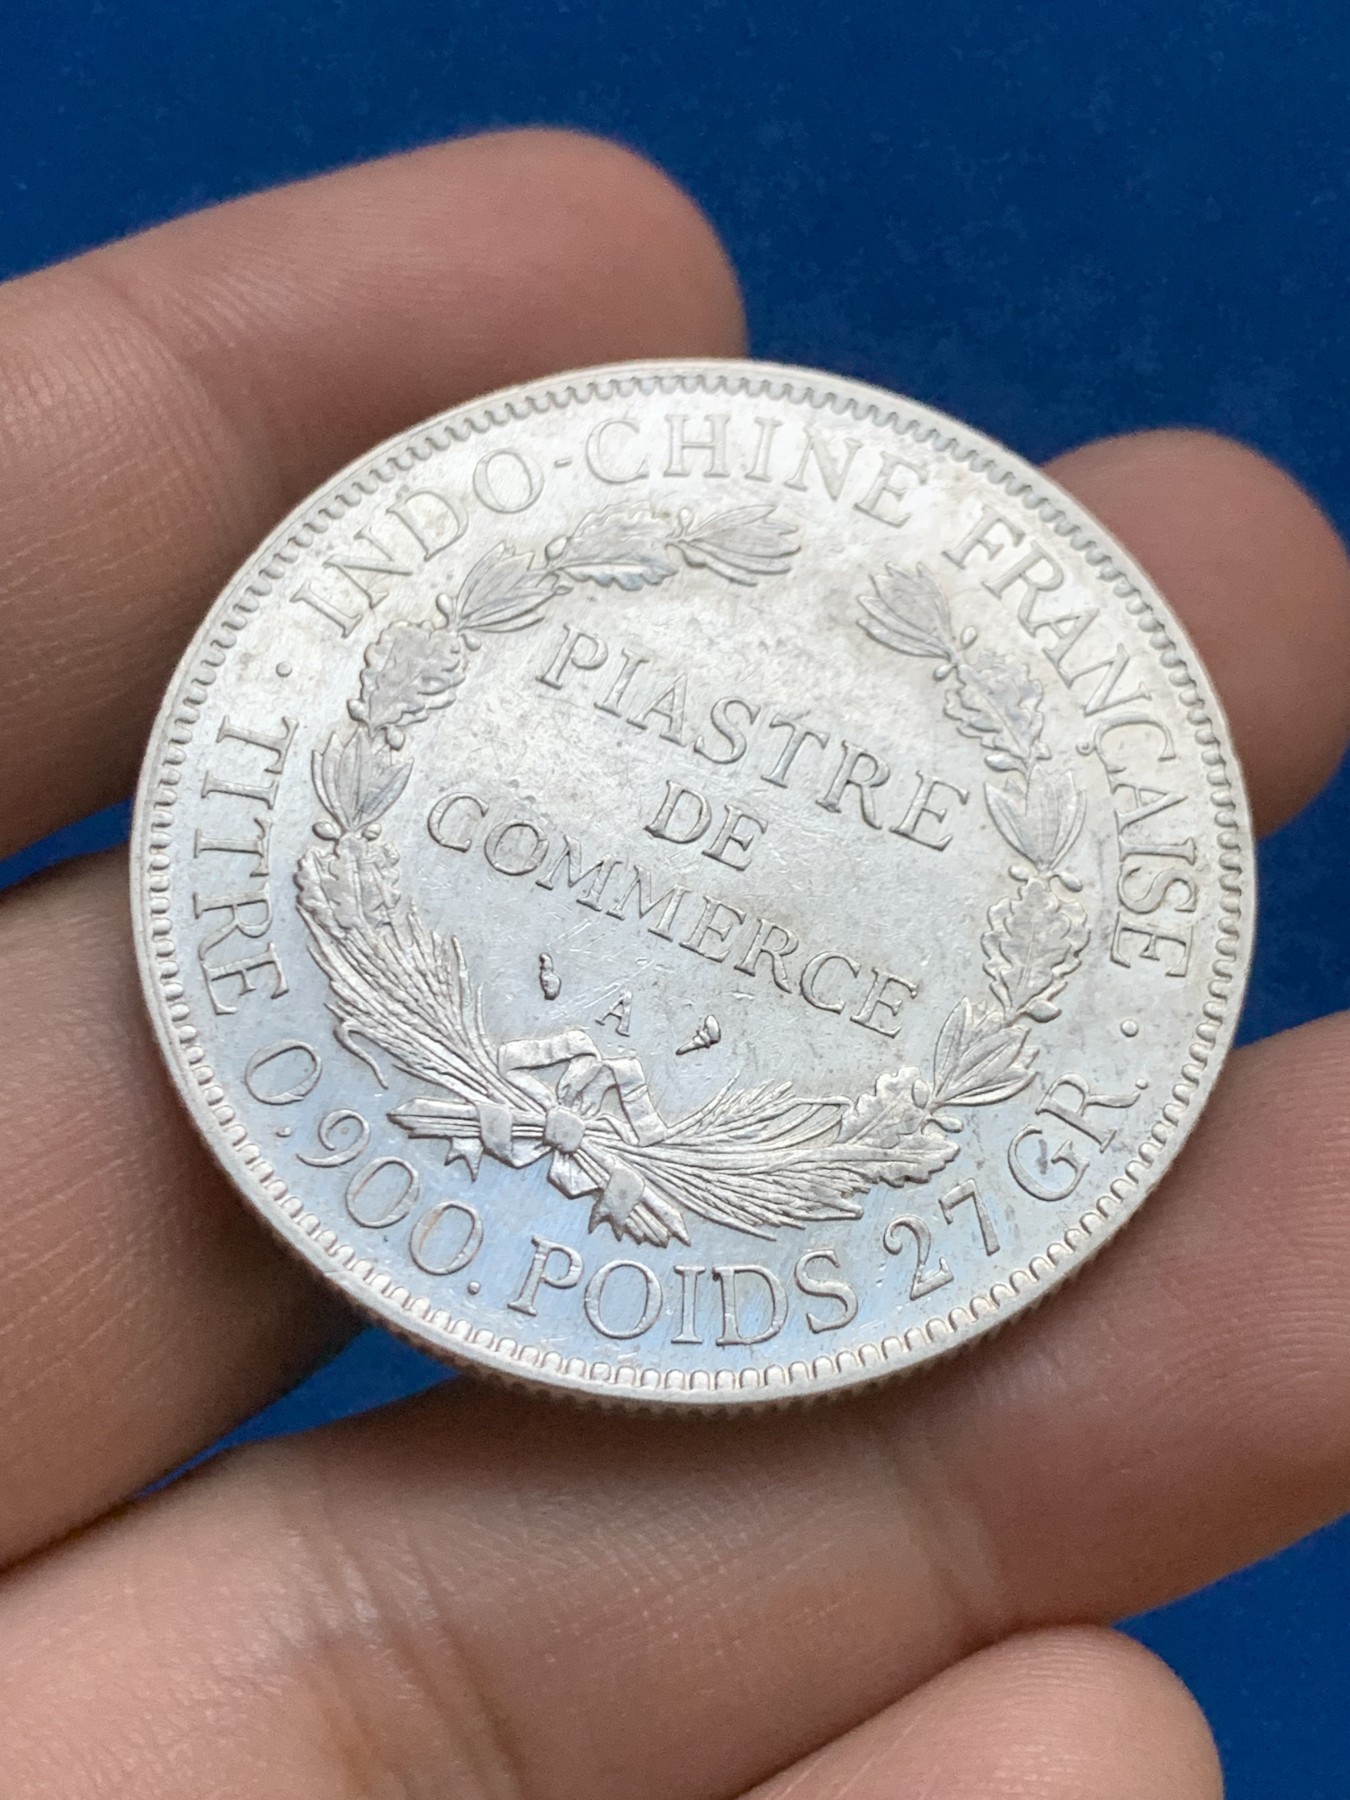 INDO-CHINE FRANÇAISE
PIASTRE
DE
COMMERCE
A
· TITRE 0.900. POIDS 27 GR. ·